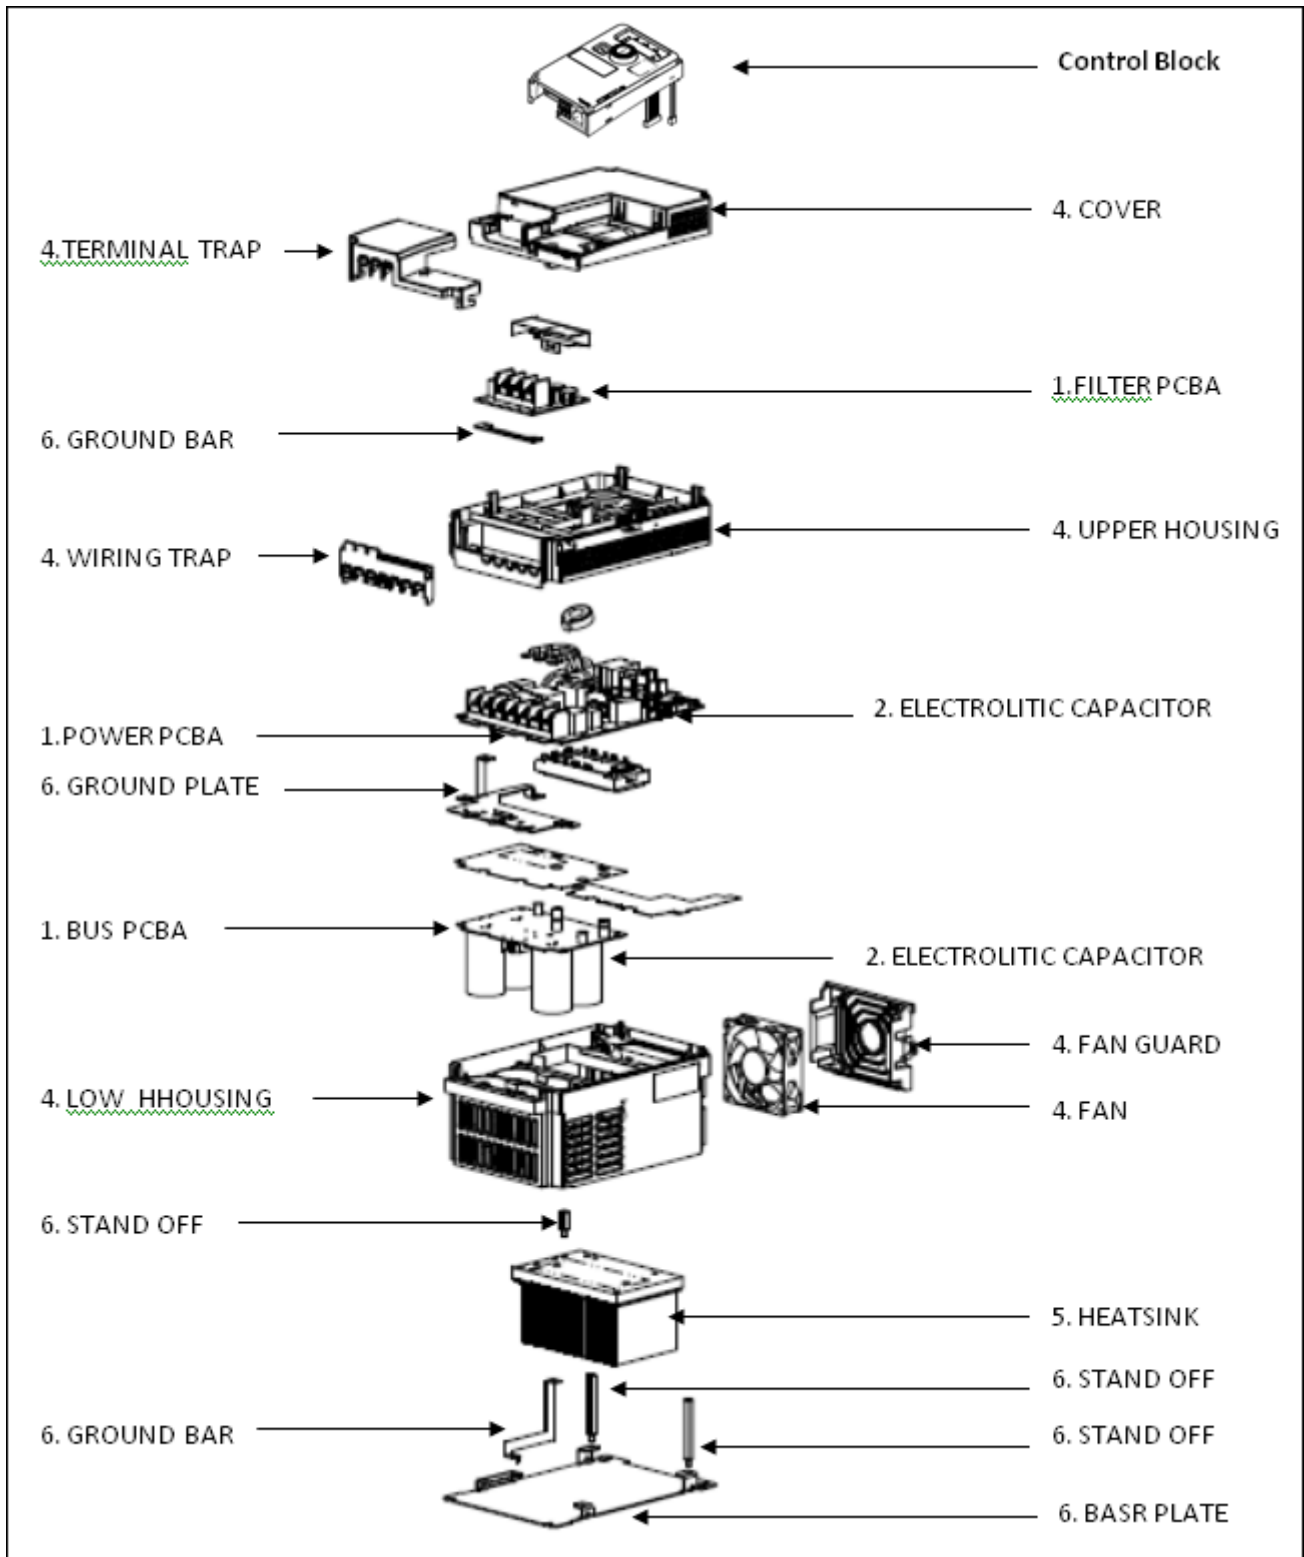 Control Block
4. COVER
4.TERMINAL TRAP
1.FILTER PCBA
6. GROUND BAR
4. UPPER HOUSING
4. WIRING TRAP
2. ELECTROLITIC CAPACITOR
1.POWER PCBA
6. GROUND PLATE
1. BUS PCBA
2. ELECTROLITIC CAPACITOR
4. FAN GUARD
4. LOW HHOUSING
4. FAN
6. STAND OFF
5. HEATSINK
6. STAND OFF
6. GROUND BAR
6. STAND OFF
6. BASR PLATE